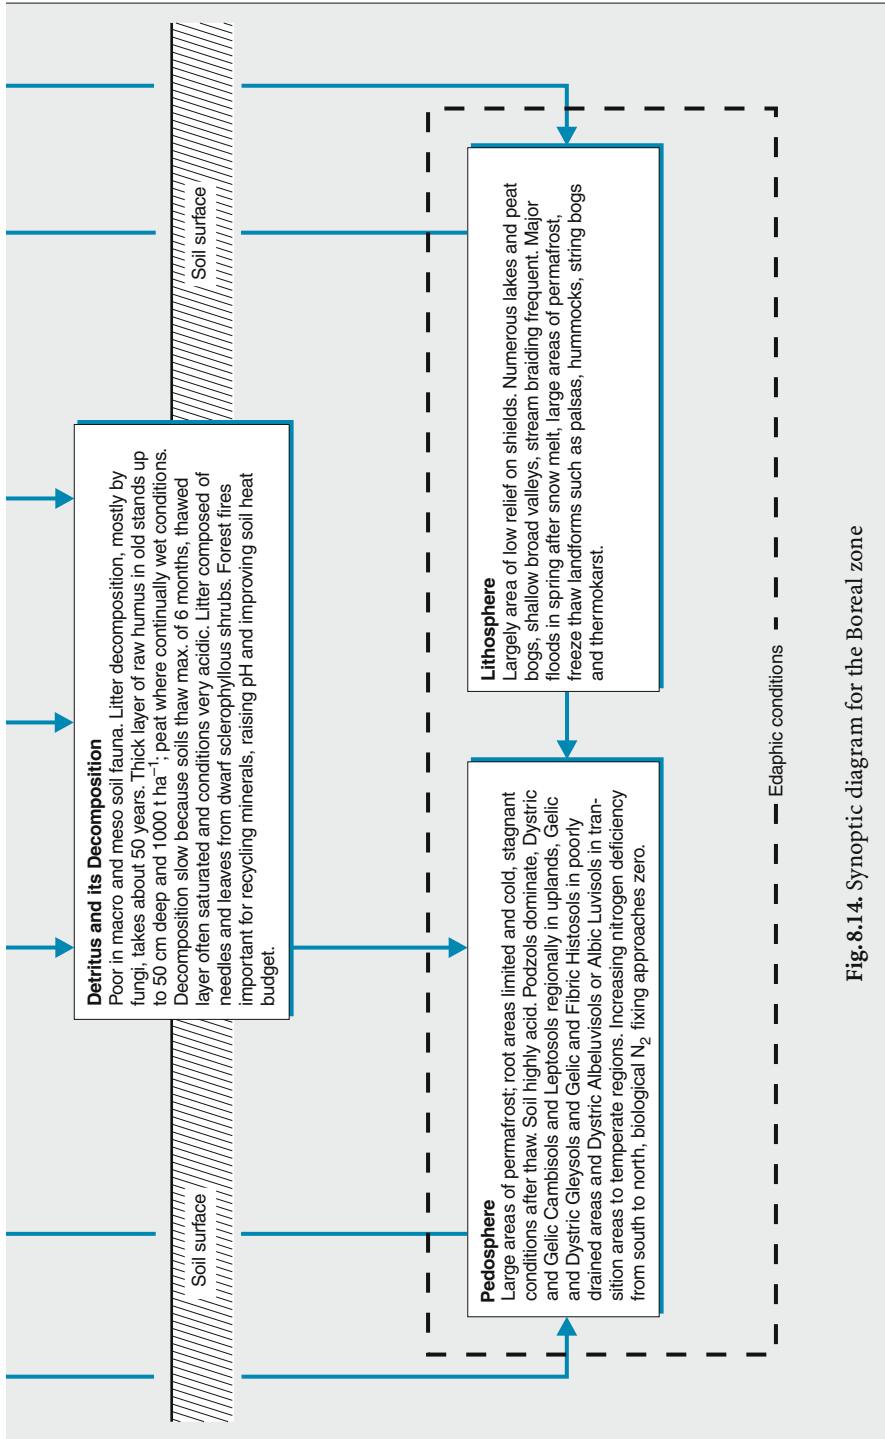 Soil surface
Soil surface
Detritus and its Decomposition
Poor in macro and meso soil fauna. Litter decomposition, mostly by
fungi, takes about 50 years. Thick layer of raw humus in old stands up
to 50 cm deep and 1000 t ha⁻¹; peat where continually wet conditions.
Decomposition slow because soils thaw max. of 6 months, thawed
layer often saturated and conditions very acidic. Litter composed of
needles and leaves from dwarf sclerophyllous shrubs. Forest fires
important for recycling minerals, raising pH and improving soil heat
budget.
Pedosphere
Large areas of permafrost; root areas limited and cold, stagnant
conditions after thaw. Soil highly acid. Podzols dominate, Dystric
and Gelic Cambisols and Leptosols regionally in uplands, Gelic
and Dystric Gleysols and Gelic and Fibric Histosols in poorly
drained areas and Dystric Albeluvisols or Albic Luvisols in tran-
sition areas to temperate regions. Increasing nitrogen deficiency
from south to north, biological N₂ fixing approaches zero.
Lithosphere
Largely area of low relief on shields. Numerous lakes and peat
bogs, shallow broad valleys, stream braiding frequent. Major
floods in spring after snow melt, large areas of permafrost,
freeze thaw landforms such as palsas, hummocks, string bogs
and thermokarst.
Edaphic conditions
Fig. 8.14. Synoptic diagram for the Boreal zone